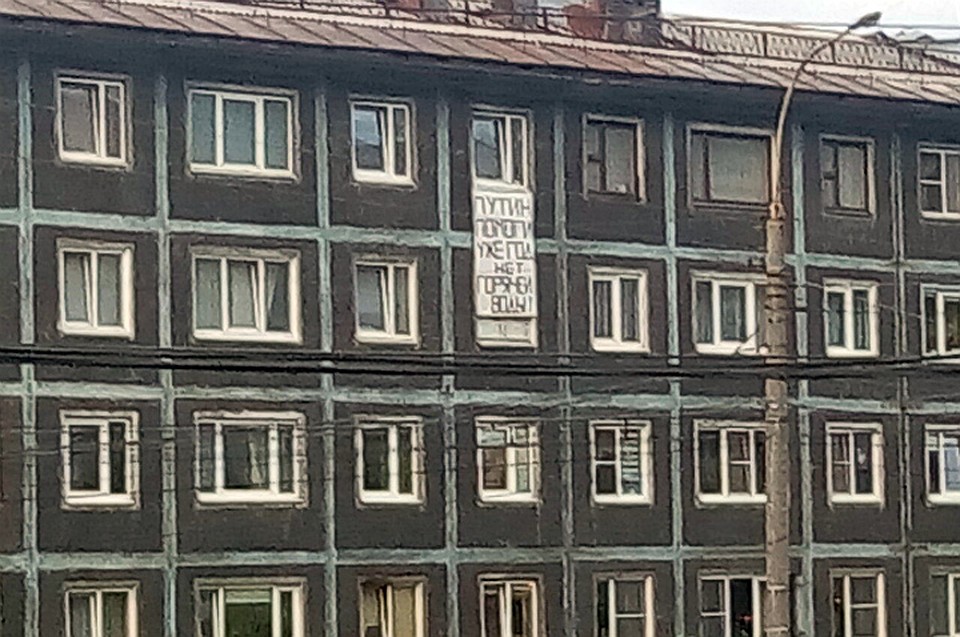 ПУТИН
ПОМОГИ
УЖЕ ГОД
НЕТ
ГОРЯЧЕЙ
ВОДЫ!